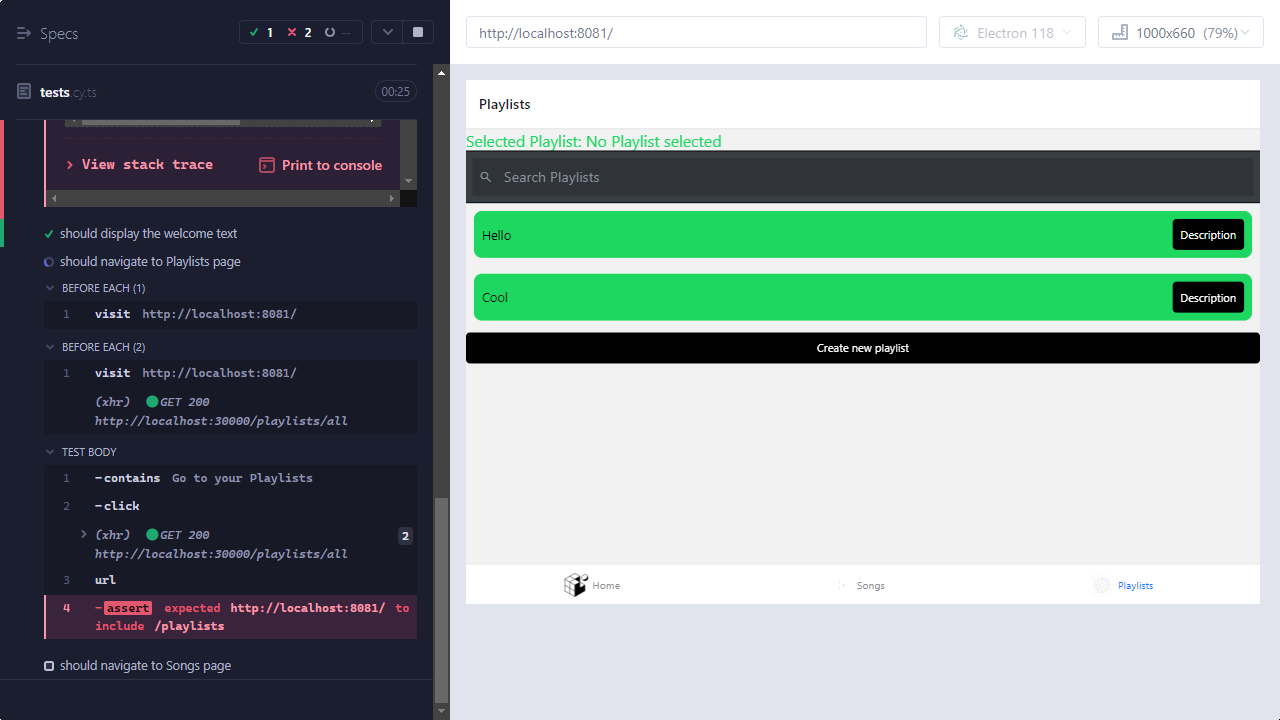 Specs
1
2
--
tests.cy.ts
00:25
View stack trace
Print to console
should display the welcome text
should navigate to Playlists page
BEFORE EACH (1)
1 visit http://localhost:8081/
BEFORE EACH (2)
1 visit http://localhost:8081/
(xhr) GET 200
http://localhost:30000/playlists/all
TEST BODY
1 -contains Go to your Playlists
2 -click
(xhr) GET 200
http://localhost:30000/playlists/all
2
3 url
4 -assert expected http://localhost:8081/ to
include /playlists
should navigate to Songs page
http://localhost:8081/
Electron 118
1000x660 (79%)
Playlists
Selected Playlist: No Playlist selected
Search Playlists
Hello
Description
Cool
Description
Create new playlist
Home
Songs
Playlists